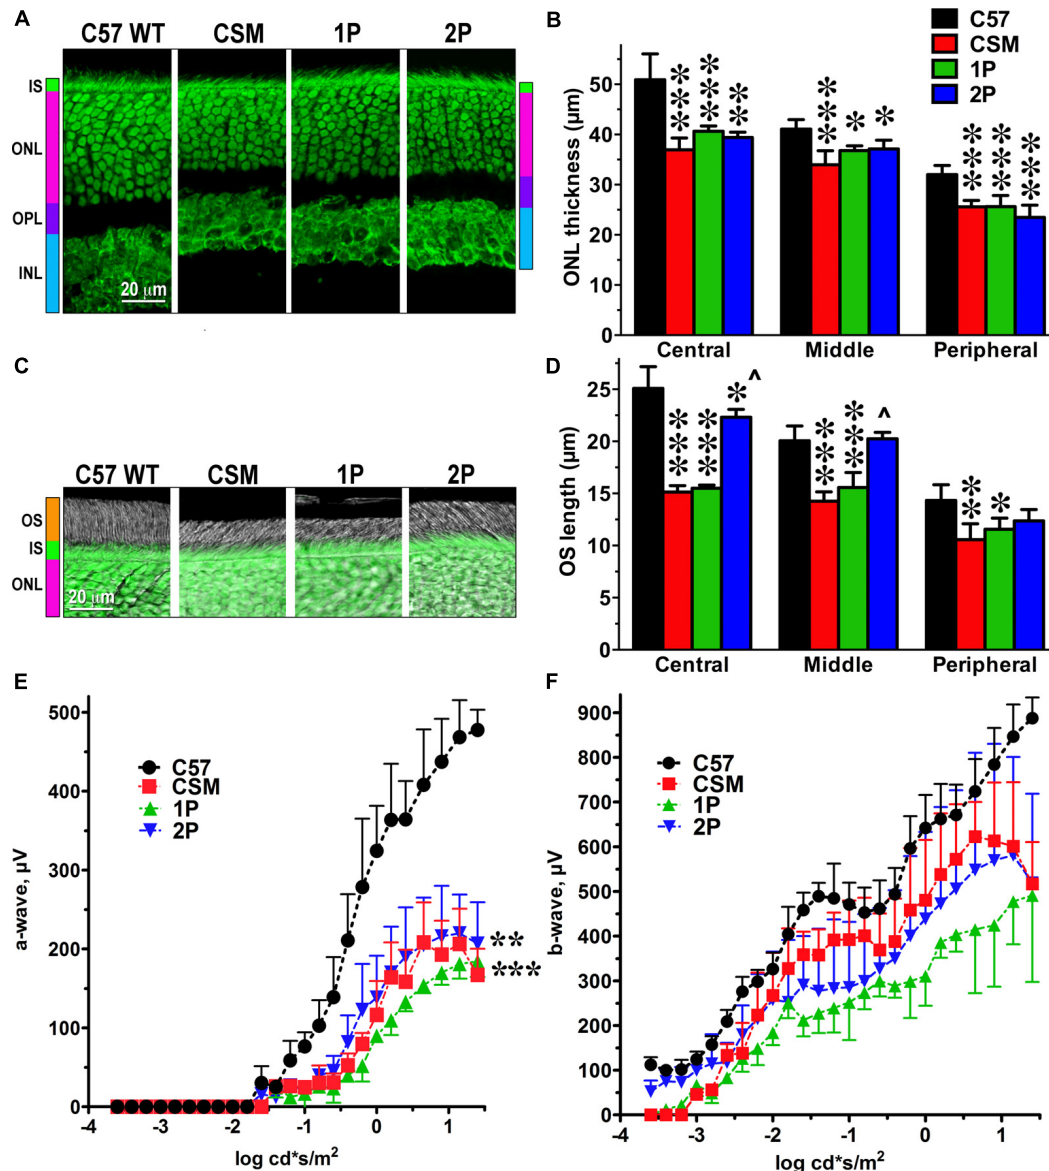 A
C57 WT CSM 1P 2P
IS
ONL
OPL
INL
20 μm
B
C57
CSM
1P
2P
ONL thickness (μm)
50
40
30
20
10
0
*** *** **
*** * *
*** *** ***
Central Middle Peripheral
C
C57 WT CSM 1P 2P
OS
IS
ONL
20 μm
D
OS length (μm)
25
20
15
10
5
0
*** *** * ^
*** *** ^
** *
Central Middle Peripheral
E
a-wave, μV
500
400
300
200
100
0
C57
CSM
1P
2P
**
***
-4 -3 -2 -1 0 1
log cd*s/m²
F
b-wave, μV
900
800
700
600
500
400
300
200
100
0
C57
CSM
1P
2P
-4 -3 -2 -1 0 1
log cd*s/m²